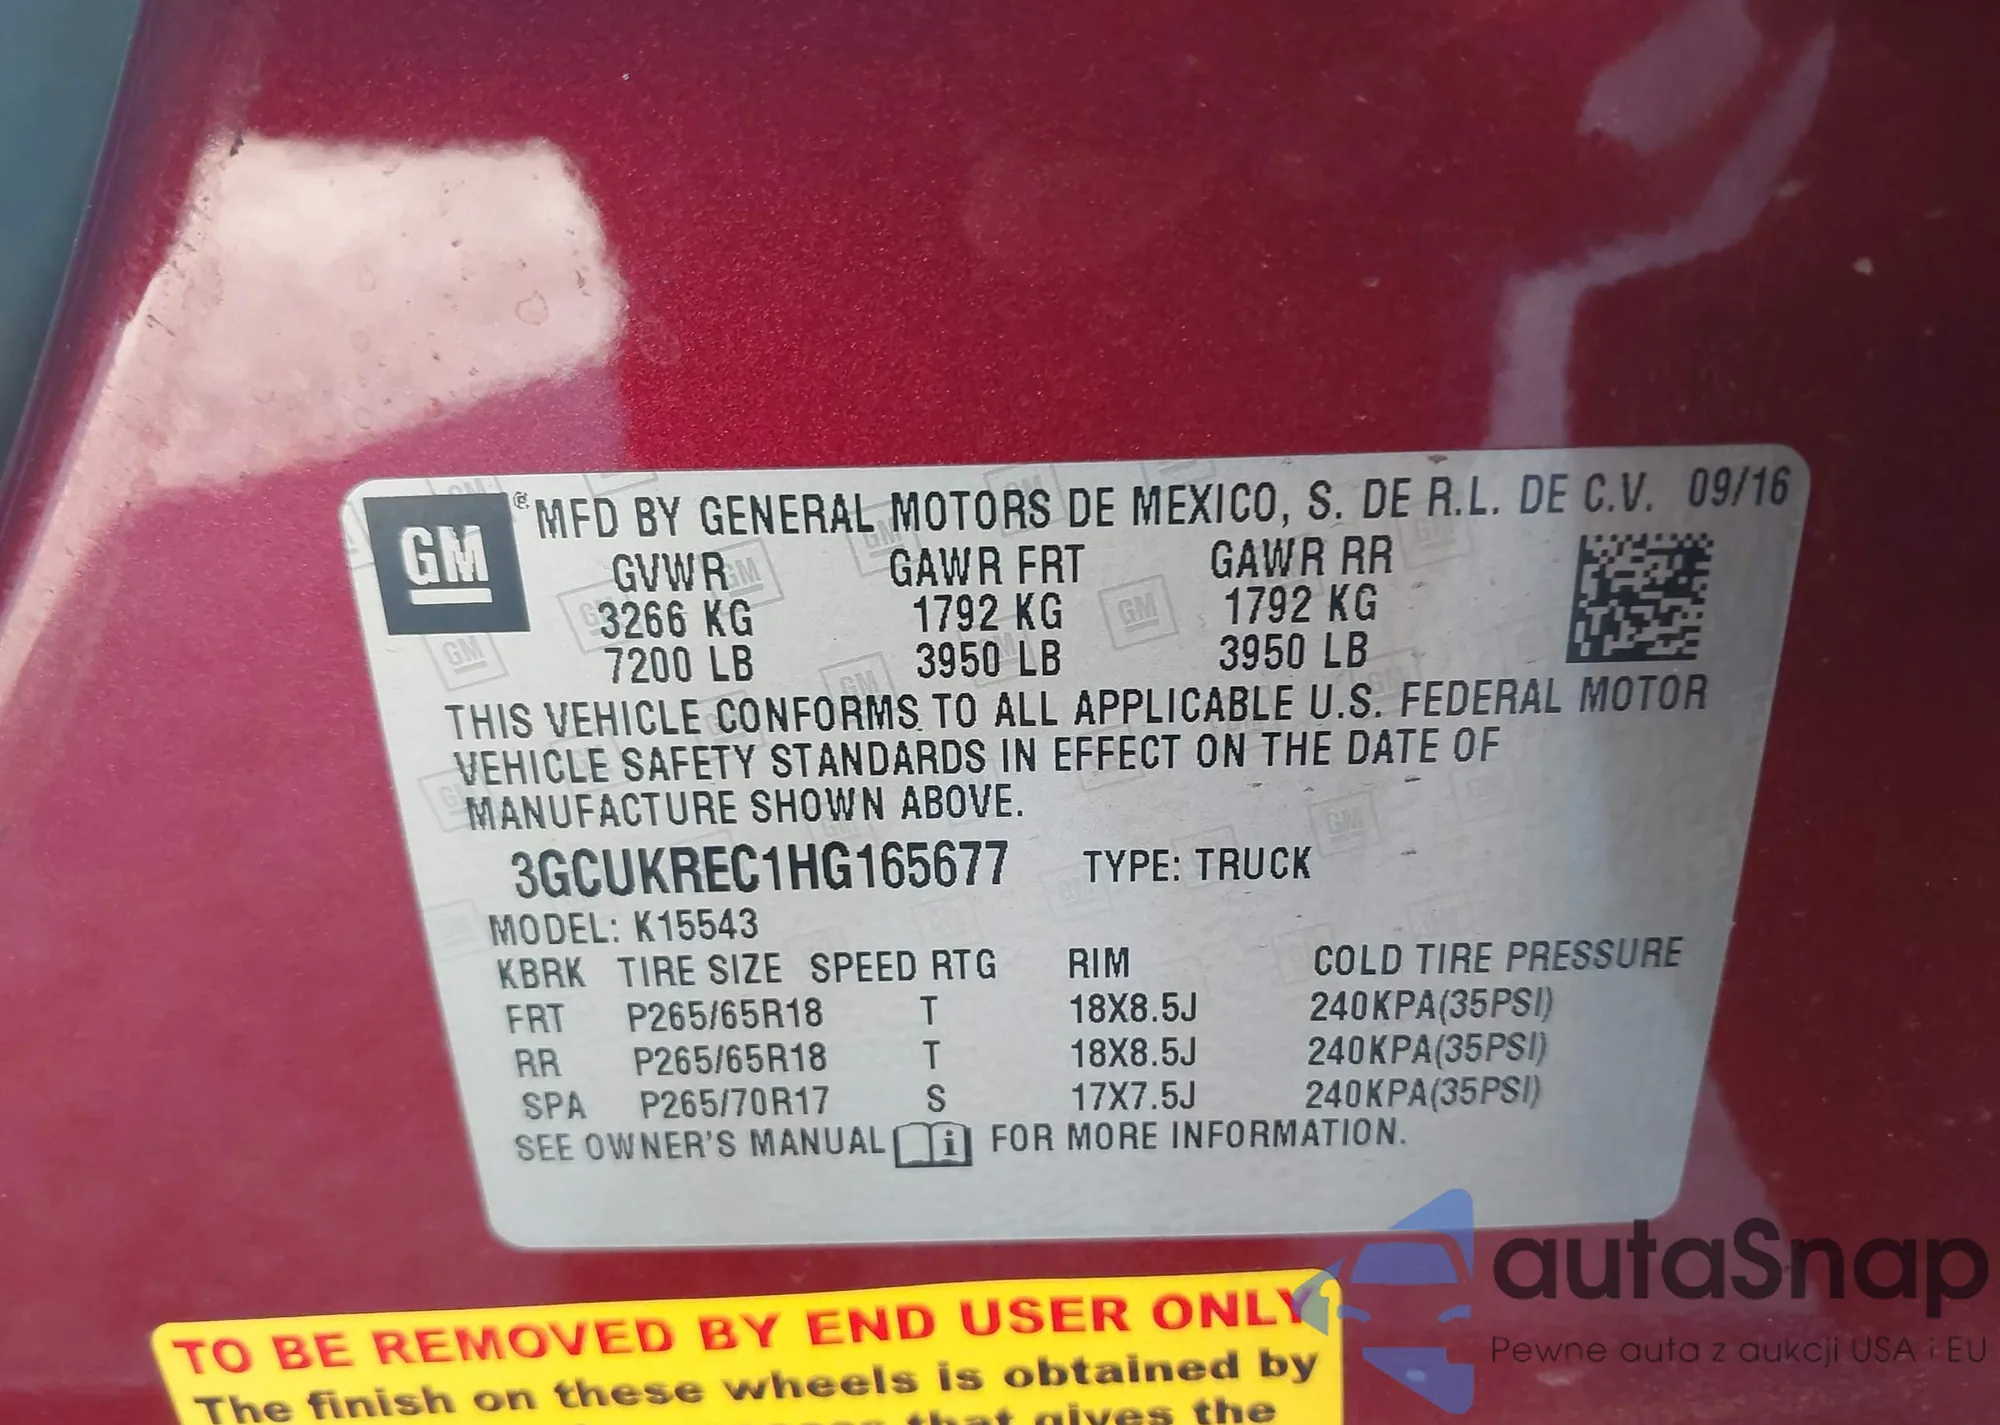 GM ® MFD BY GENERAL MOTORS DE MEXICO, S. DE R.L. DE C.V. 09/16
GVWR GAWR FRT GAWR RR
3266 KG 1792 KG 1792 KG
7200 LB 3950 LB 3950 LB
THIS VEHICLE CONFORMS TO ALL APPLICABLE U.S. FEDERAL MOTOR
VEHICLE SAFETY STANDARDS IN EFFECT ON THE DATE OF
MANUFACTURE SHOWN ABOVE.
3GCUKREC1HG165677 TYPE: TRUCK
MODEL: K15543
KBRK TIRE SIZE SPEED RTG RIM COLD TIRE PRESSURE
FRT P265/65R18 T 18X8.5J 240KPA(35PSI)
RR P265/65R18 T 18X8.5J 240KPA(35PSI)
SPA P265/70R17 S 17X7.5J 240KPA(35PSI)
SEE OWNER'S MANUAL i FOR MORE INFORMATION.
TO BE REMOVED BY END USER ONLY
The finish on these wheels is obtained by
that gives the
autaSnap
Pewne auta z aukcji USA i EU